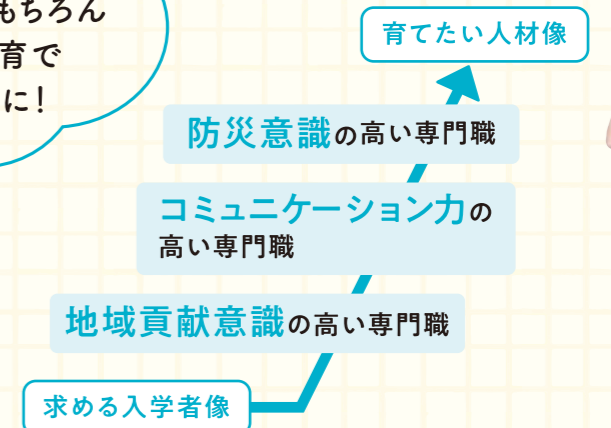 もちろん
育で
に!
育てたい人材像
防災意識の高い専門職
コミュニケーション力の
高い専門職
地域貢献意識の高い専門職
求める入学者像